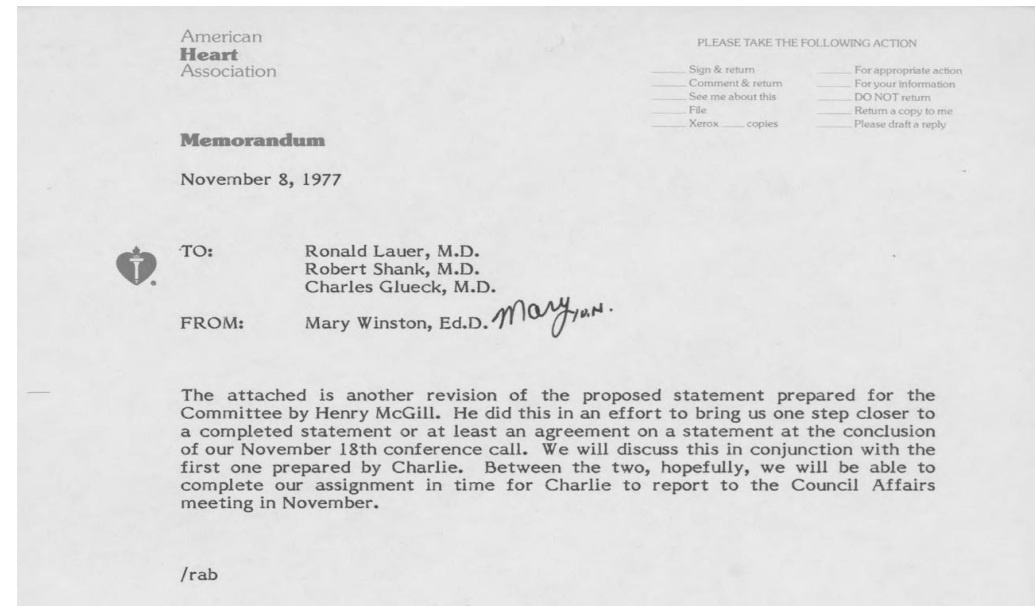 American
Heart
Association
PLEASE TAKE THE FOLLOWING ACTION
Sign & return
Comment & return
See me about this
File
Xerox ____ copies
For appropriate action
For your information
DO NOT return
Return a copy to me
Please draft a reply
Memorandum
November 8, 1977
TO: Ronald Lauer, M.D.
Robert Shank, M.D.
Charles Glueck, M.D.
FROM: Mary Winston, Ed.D. Mary
The attached is another revision of the proposed statement prepared for the
Committee by Henry McGill. He did this in an effort to bring us one step closer to
a completed statement or at least an agreement on a statement at the conclusion
of our November 18th conference call. We will discuss this in conjunction with the
first one prepared by Charlie. Between the two, hopefully, we will be able to
complete our assignment in time for Charlie to report to the Council Affairs
meeting in November.
/rab